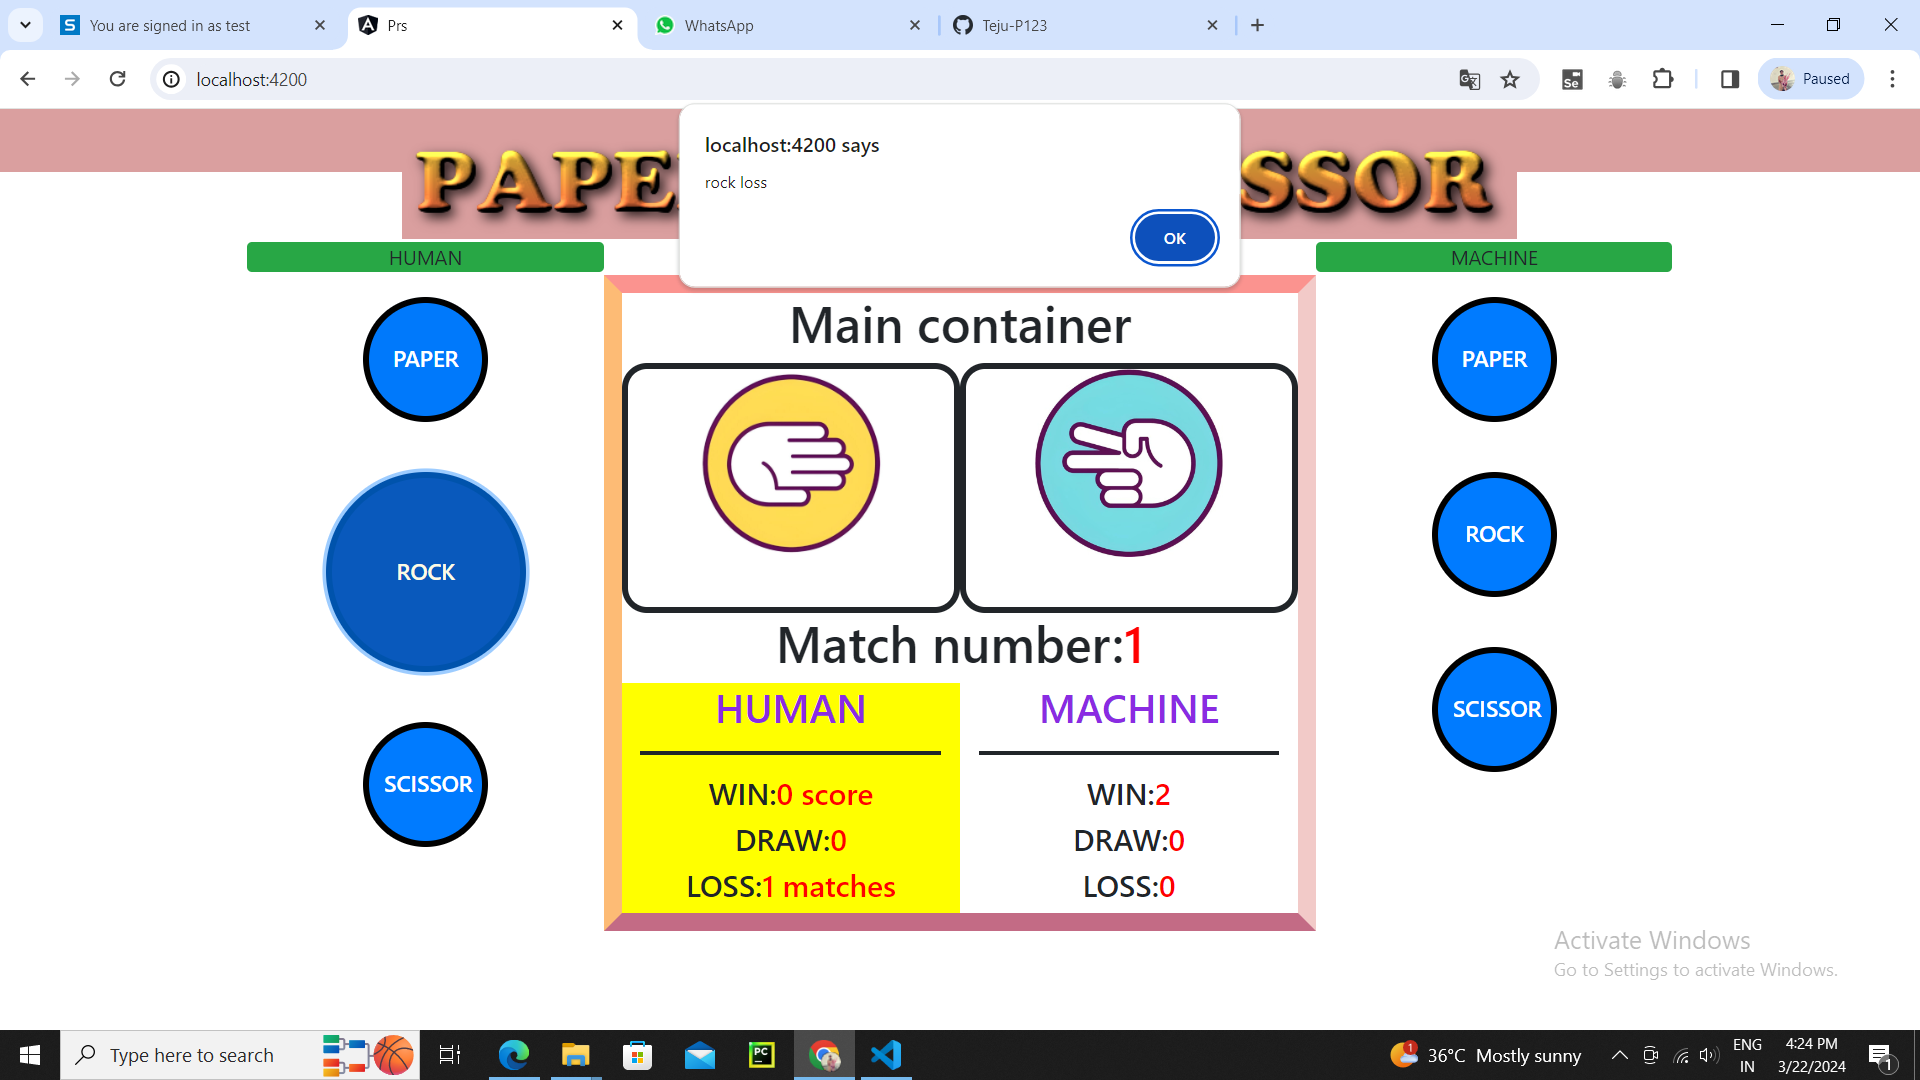 You are signed in as test
Prs
WhatsApp
Teju-P123
localhost:4200
Paused
localhost:4200 says
rock loss
OK
PAPE
SSOR
HUMAN
MACHINE
Main container
PAPER
ROCK
SCISSOR
PAPER
ROCK
SCISSOR
Match number:1
HUMAN
MACHINE
WIN:0 score
DRAW:0
LOSS:1 matches
WIN:2
DRAW:0
LOSS:0
Activate Windows
Go to Settings to activate Windows.
Type here to search
PC
1
36°C Mostly sunny
ENG
IN
4:24 PM
3/22/2024
1
S
Se